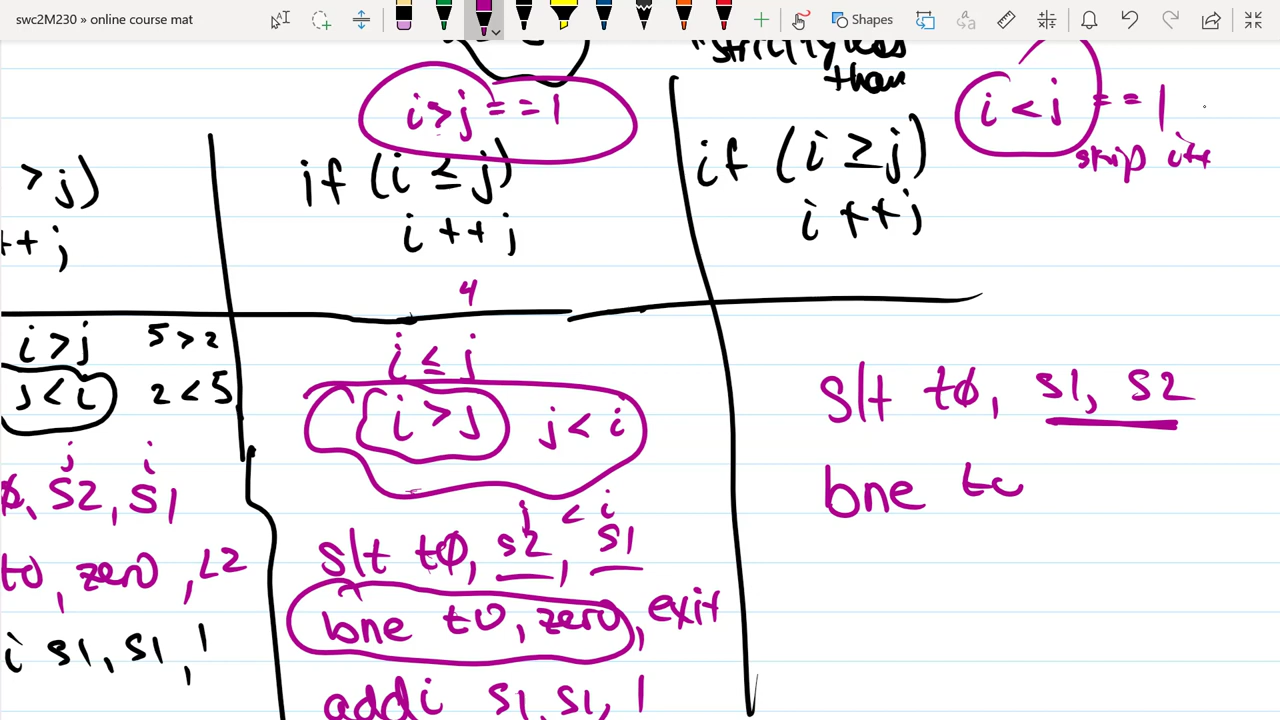 swc2M230 » online course mat
Shapes
"strictly less
than
i>j == 1
i < j == 1
skip i++
> j)
++;
if (i ≤ j)
i++;
if (i ≥ j)
i++;
4
i > j 5 > 2
j < i 2 < 5
i ≤ j
i > j j < i
j i
0, s2, s1
t0, zero, L2
i s1, s1, 1
j < i
slt t0, s2, s1
bne t0, zero, exit
addi s1, s1, 1
slt t0, s1, s2
bne to